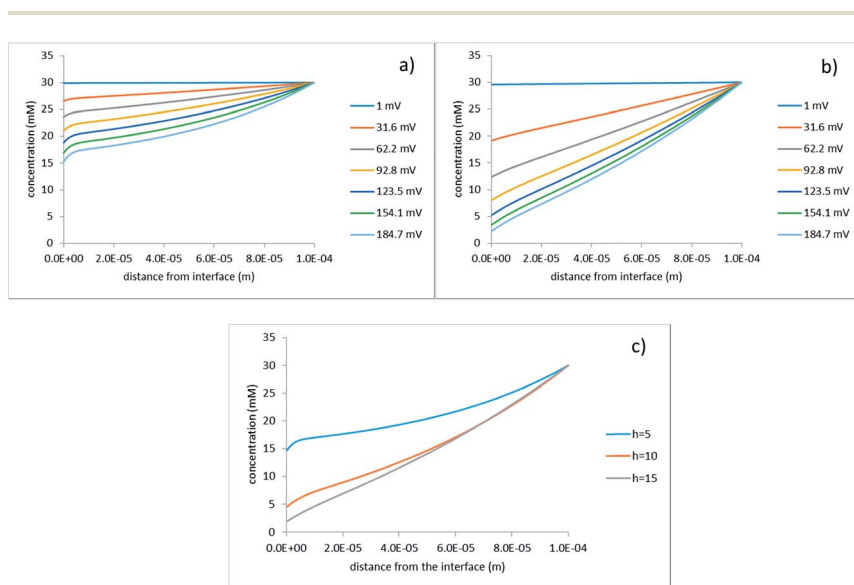 a)
35
30
25
20
15
10
5
0
concentration (mM)
0.0E+00 2.0E-05 4.0E-05 6.0E-05 8.0E-05 1.0E-04
distance from interface (m)
1 mV
31.6 mV
62.2 mV
92.8 mV
123.5 mV
154.1 mV
184.7 mV
b)
35
30
25
20
15
10
5
0
concentration (mM)
0.0E+00 2.0E-05 4.0E-05 6.0E-05 8.0E-05 1.0E-04
distance from interface (m)
1 mV
31.6 mV
62.2 mV
92.8 mV
123.5 mV
154.1 mV
184.7 mV
c)
35
30
25
20
15
10
5
0
concentration (mM)
0.0E+00 2.0E-05 4.0E-05 6.0E-05 8.0E-05 1.0E-04
distance from the interface (m)
h=5
h=10
h=15